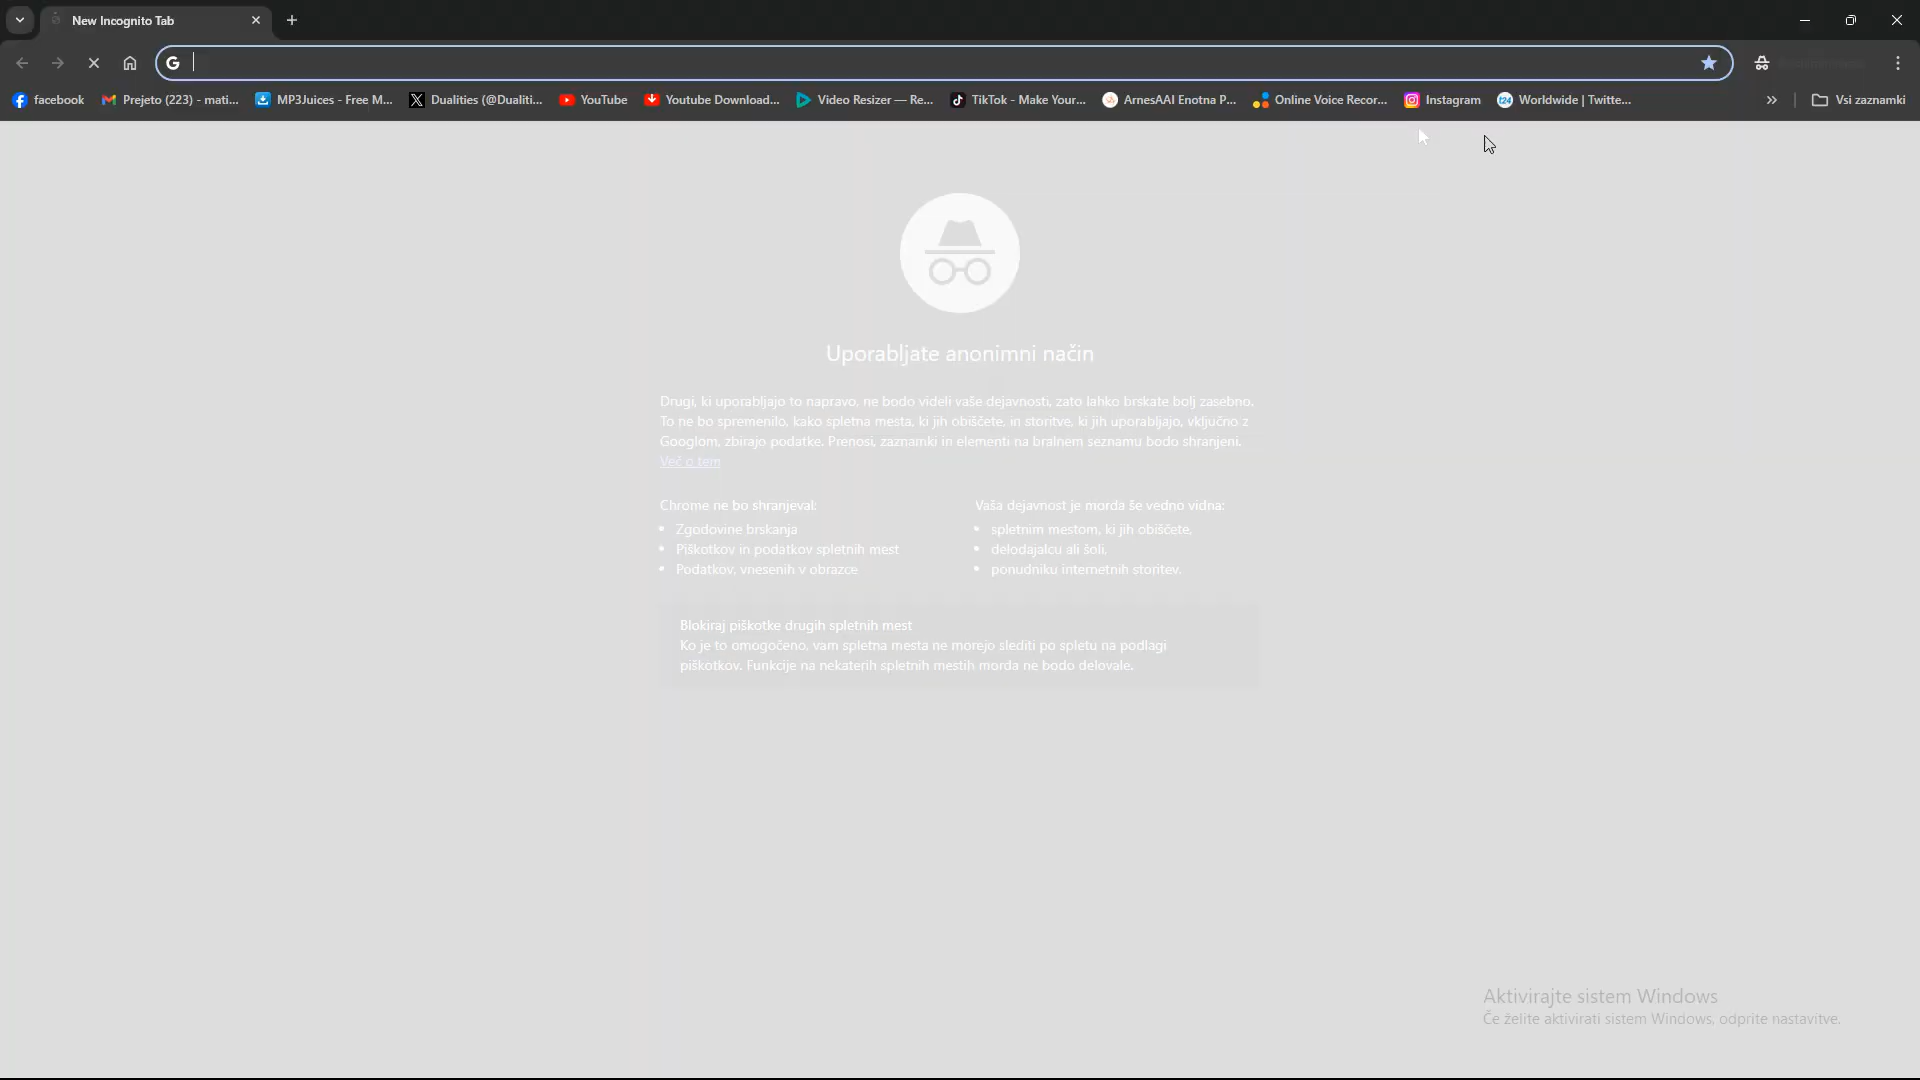 New Incognito Tab
facebook
Prejeto (223) - mati...
MP3Juices - Free M...
Dualities (@Dualiti...
YouTube
Youtube Download...
Video Resizer — Re...
TikTok - Make Your...
ArnesAAI Enotna P...
Online Voice Recor...
Instagram
Worldwide | Twitte...
Vsi zaznamki
Uporabljate anonimni način
Drugi, ki uporabljajo to napravo, ne bodo videli vaše dejavnosti, zato lahko brskate bolj zasebno.
To ne bo spremenilo, kako spletna mesta, ki jih obiščete, in storitve, ki jih uporabljajo, vključno z
Googlom, zbirajo podatke. Prenosi, zaznamki in elementi na bralnem seznamu bodo shranjeni.
Več o tem
Chrome ne bo shranjeval:
• Zgodovine brskanja
• Piškotkov in podatkov spletnih mest
• Podatkov, vnesenih v obrazce
Vaša dejavnost je morda še vedno vidna:
• spletnim mestom, ki jih obiščete,
• delodajalcu ali šoli,
• ponudniku internetnih storitev.
Blokiraj piškotke drugih spletnih mest
Ko je to omogočeno, vam spletna mesta ne morejo slediti po spletu na podlagi
piškotkov. Funkcije na nekaterih spletnih mestih morda ne bodo delovale.
Aktivirajte sistem Windows
Če želite aktivirati sistem Windows, odprite nastavitve.